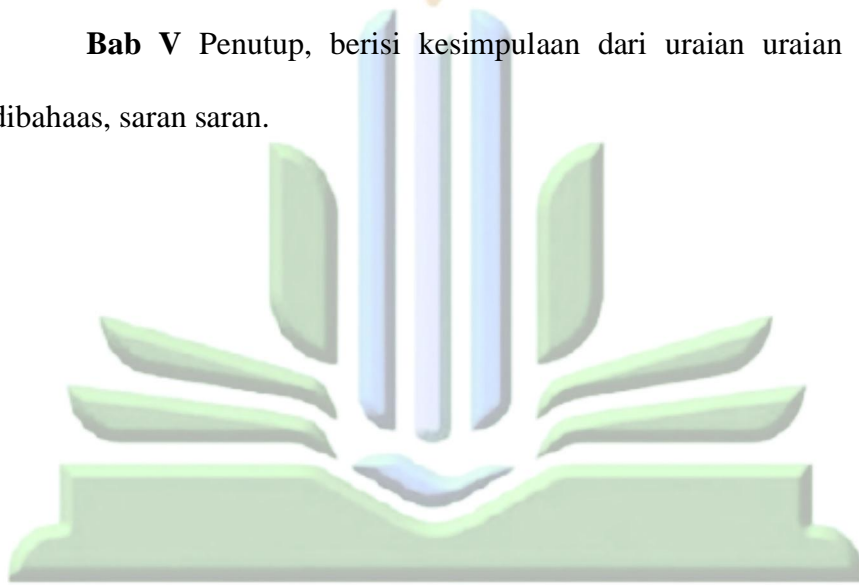 Bab V Penutup, berisi kesimpulaan dari uraian uraian
dibahaas, saran saran.